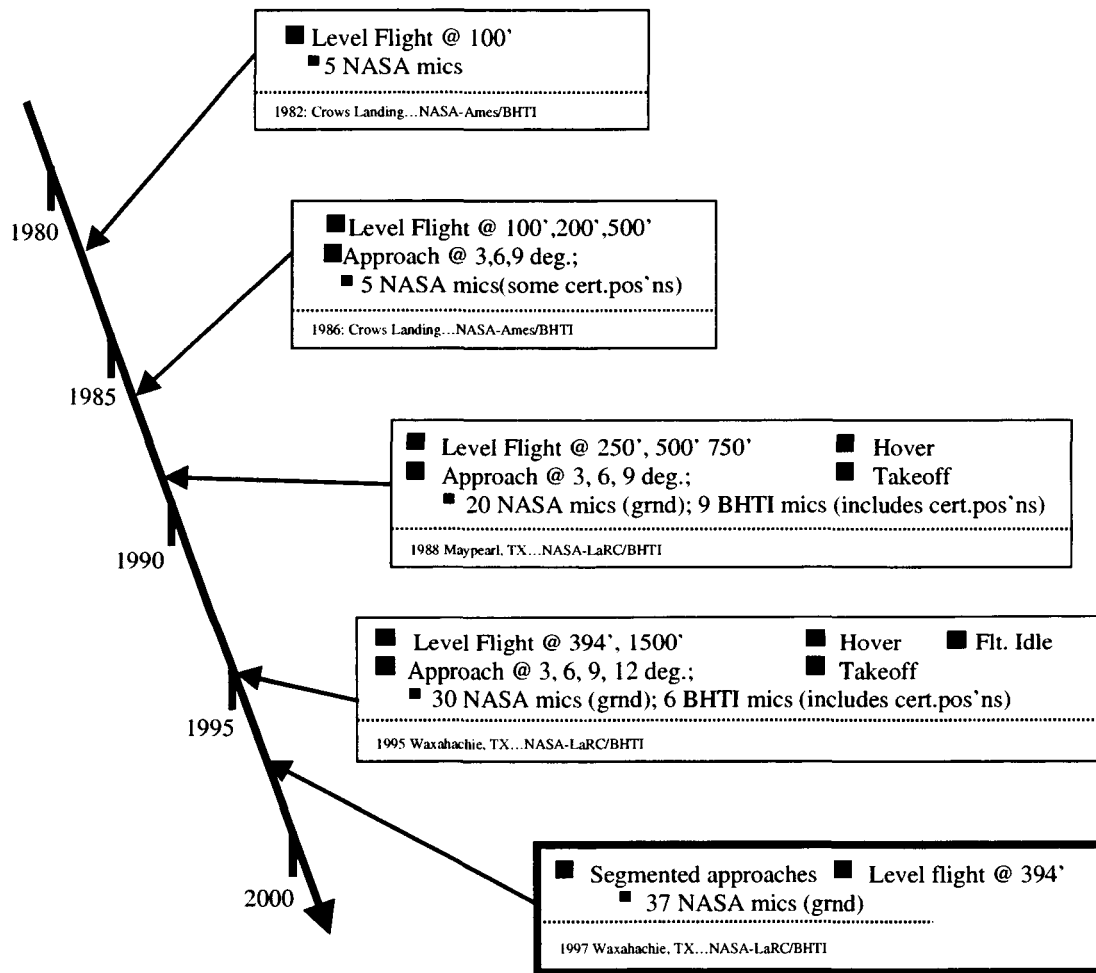 Level Flight @ 100'
5 NASA mics
1982: Crows Landing...NASA-Ames/BHTI
1980
Level Flight @ 100',200',500'
Approach @ 3,6,9 deg.;
5 NASA mics(some cert.pos'ns)
1986: Crows Landing...NASA-Ames/BHTI
1985
Level Flight @ 250', 500' 750' Hover
Approach @ 3, 6, 9 deg.; Takeoff
20 NASA mics (grnd); 9 BHTI mics (includes cert.pos'ns)
1988 Maypearl, TX...NASA-LaRC/BHTI
1990
Level Flight @ 394', 1500' Hover Flt. Idle
Approach @ 3, 6, 9, 12 deg.; Takeoff
30 NASA mics (grnd); 6 BHTI mics (includes cert.pos'ns)
1995 Waxahachie, TX...NASA-LaRC/BHTI
1995
Segmented approaches Level flight @ 394'
37 NASA mics (grnd)
1997 Waxahachie, TX...NASA-LaRC/BHTI
2000